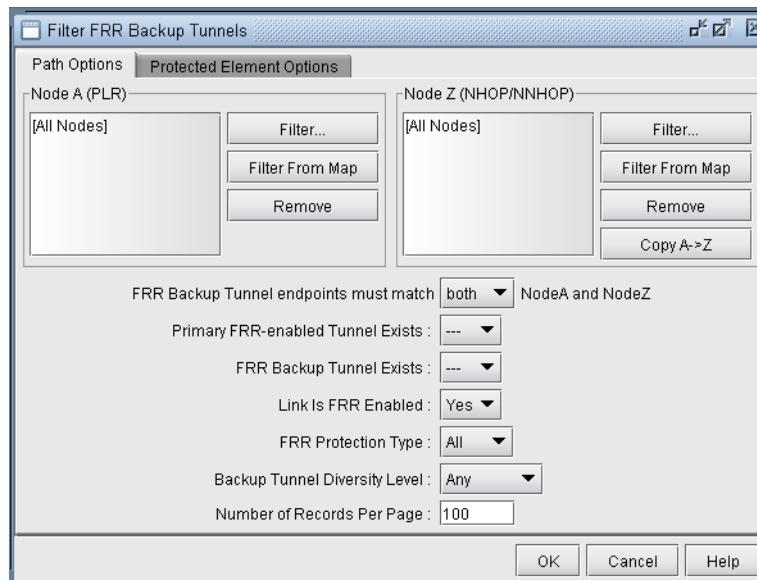 Filter FRR Backup Tunnels
Path Options Protected Element Options
Node A (PLR) Node Z (NHOP/NNHOP)
[All Nodes] Filter... [All Nodes] Filter...
Filter From Map Filter From Map
Remove Remove
Copy A->Z
FRR Backup Tunnel endpoints must match both NodeA and NodeZ
Primary FRR-enabled Tunnel Exists : ---
FRR Backup Tunnel Exists : ---
Link Is FRR Enabled : Yes
FRR Protection Type : All
Backup Tunnel Diversity Level : Any
Number of Records Per Page : 100
OK Cancel Help